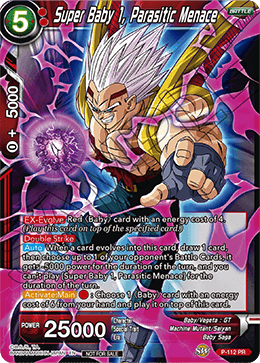 5
Super Baby 1, Parasitic Menace
BATTLE
+ 5000
EX-Evolve Red 《Baby》 card with an energy cost of 4.
(Play this card on top of the specified card.)
Double Strike
Auto When a card evolves into this card, draw 1 card,
then choose up to 1 of your opponent's Battle Cards, it
gets -5000 power for the duration of the turn, and you
can't play {Super Baby 1, Parasitic Menace} for the
duration of the turn.
Activate:Main Choose 1 《Baby》 card with an energy
cost of 6 from your hand and play it on top of this card.
POWER
25000
Character
Baby/Vegeta : GT
Special Trait
Machine Mutant/Saiyan
Era
Baby Saga
NOT FOR SALE
P-112 PR